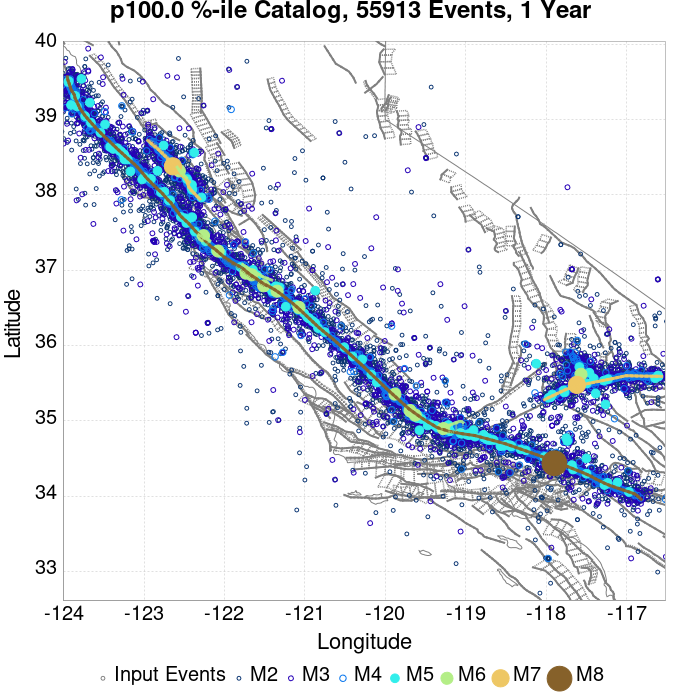 p100.0 %-ile Catalog, 55913 Events, 1 Year
40
39
38
37
36
35
34
33
Latitude
-124 -123 -122 -121 -120 -119 -118 -117
Longitude
Input Events M2 M3 M4 M5 M6 M7 M8